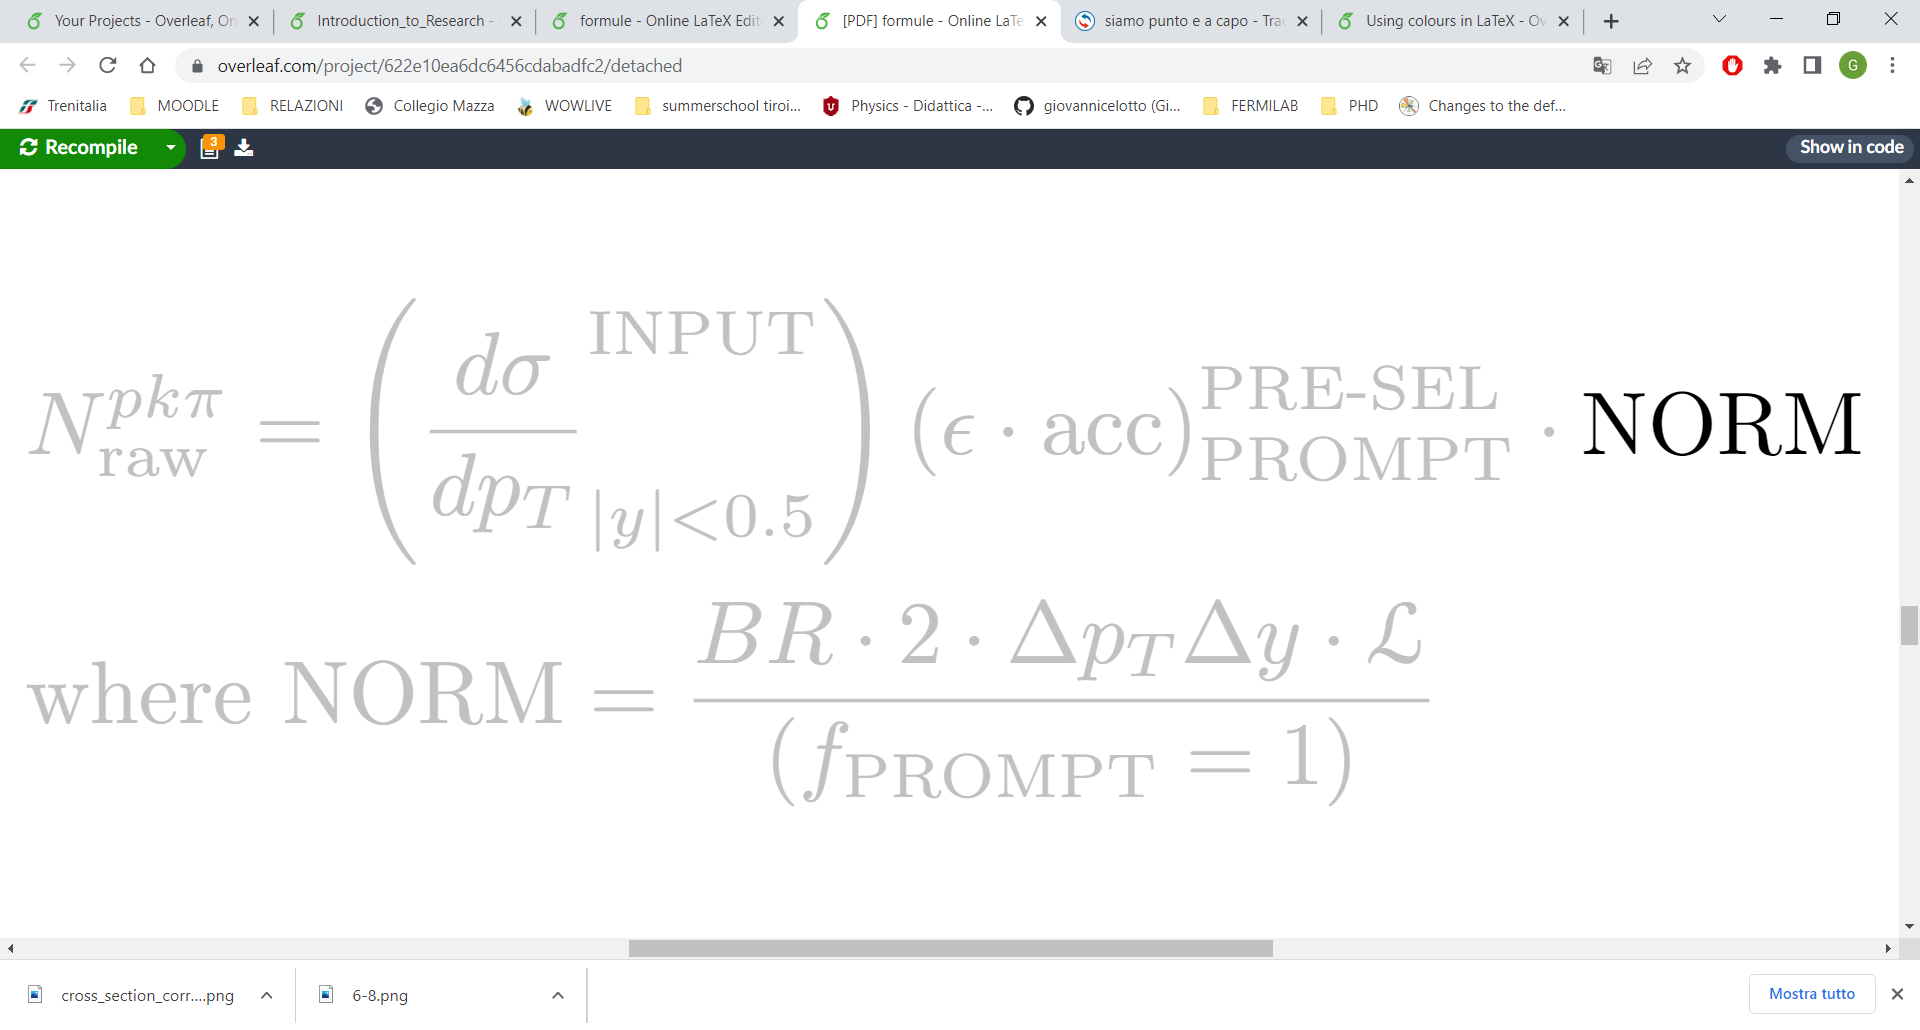 Your Projects - Overleaf, On
Introduction_to_Research -
formule - Online LaTeX Edit
[PDF] formule - Online LaTe
siamo punto e a capo - Trad
Using colours in LaTeX - Ov
overleaf.com/project/622e10ea6dc6456cdabadfc2/detached
G
Trenitalia MOODLE RELAZIONI Collegio Mazza WOWLIVE summerschool tiroi... Physics - Didattica -... giovannicelotto (Gi... FERMILAB PHD Changes to the def...
Recompile 3 Show in code
N_{raw}^{pkπ} = (dσ/dp_T ^{INPUT}_{|y|<0.5}) (ϵ · acc)^{PRE-SEL}_{PROMPT} · NORM
where NORM = BR · 2 · Δp_T Δy · ℒ / (f_{PROMPT} = 1)
cross_section_corr....png 6-8.png Mostra tutto